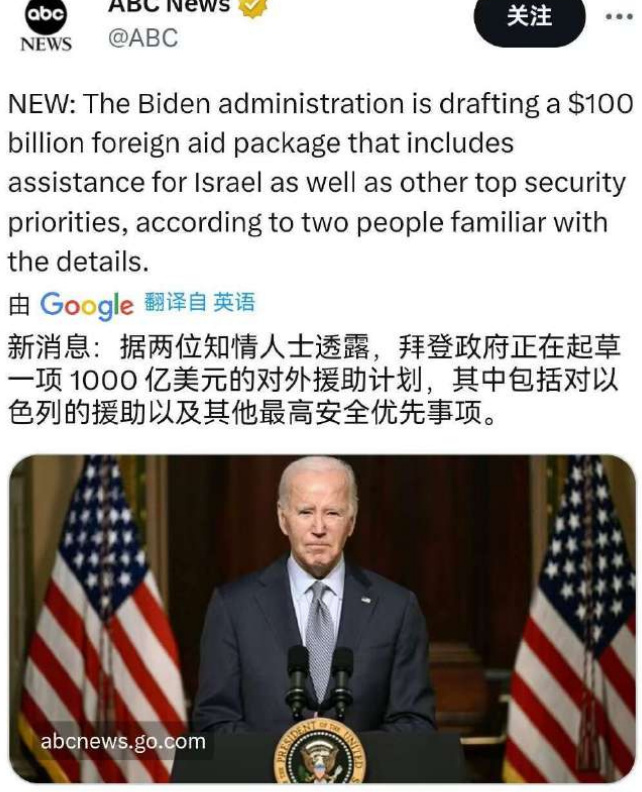 abc
NEWS
ABC News
@ABC
关注
NEW: The Biden administration is drafting a $100
billion foreign aid package that includes
assistance for Israel as well as other top security
priorities, according to two people familiar with
the details.
由 Google 翻译自 英语
新消息：据两位知情人士透露，拜登政府正在起草
一项 1000 亿美元的对外援助计划，其中包括对以
色列的援助以及其他最高安全优先事项。
abcnews.go.com
PRESIDENT OF THE UNITED